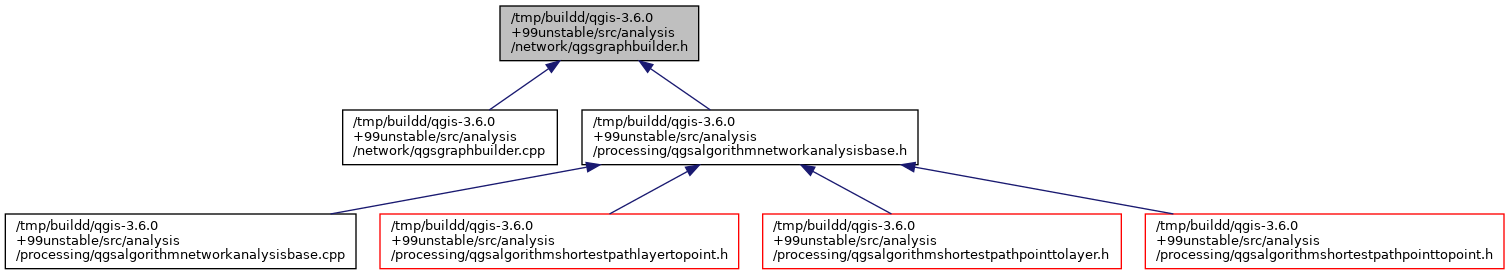 /tmp/buildd/qgis-3.6.0
+99unstable/src/analysis
/network/qgsgraphbuilder.h
/tmp/buildd/qgis-3.6.0
+99unstable/src/analysis
/network/qgsgraphbuilder.cpp
/tmp/buildd/qgis-3.6.0
+99unstable/src/analysis
/processing/qgsalgorithmnetworkanalysisbase.h
/tmp/buildd/qgis-3.6.0
+99unstable/src/analysis
/processing/qgsalgorithmnetworkanalysisbase.cpp
/tmp/buildd/qgis-3.6.0
+99unstable/src/analysis
/processing/qgsalgorithmshortestpathlayertopoint.h
/tmp/buildd/qgis-3.6.0
+99unstable/src/analysis
/processing/qgsalgorithmshortestpathpointtolayer.h
/tmp/buildd/qgis-3.6.0
+99unstable/src/analysis
/processing/qgsalgorithmshortestpathpointtopoint.h